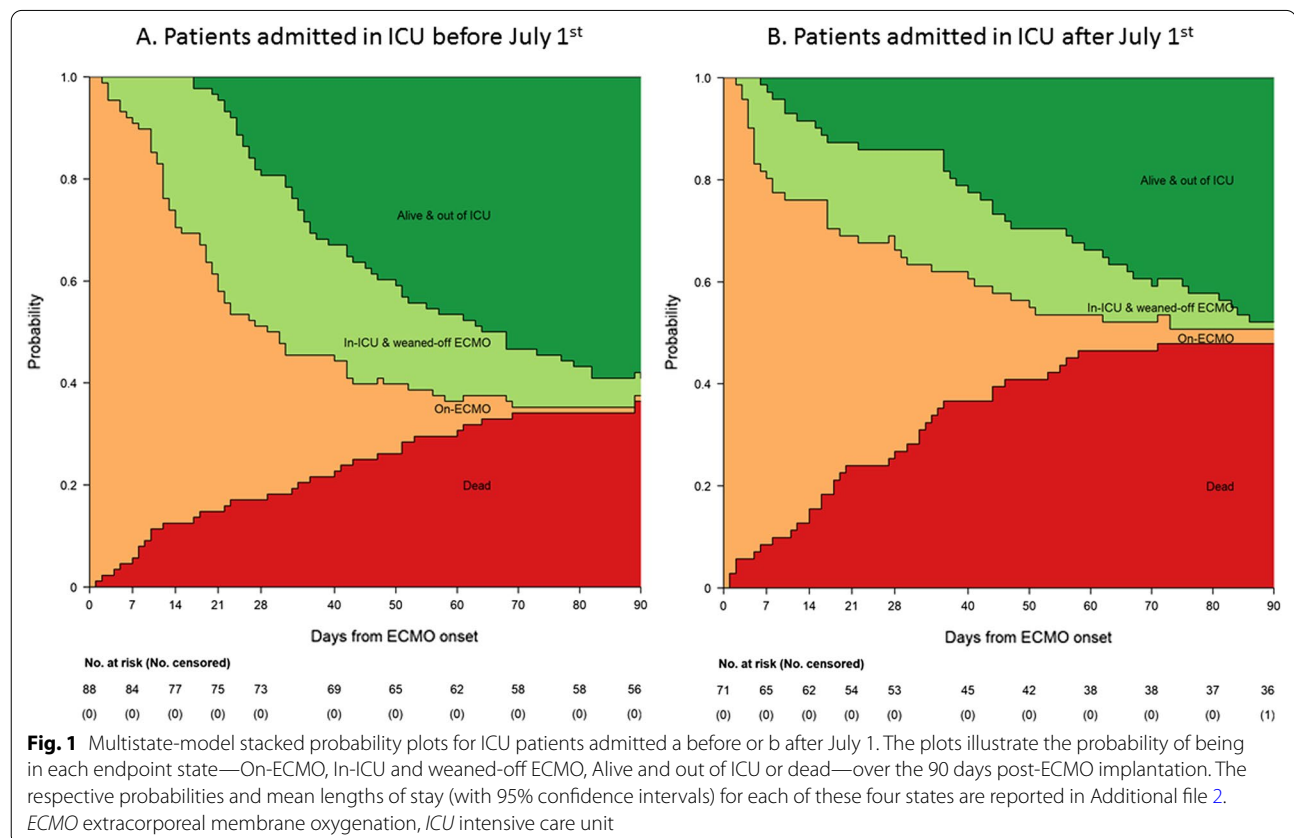 A. Patients admitted in ICU before July 1st
B. Patients admitted in ICU after July 1st
1.0
0.8
0.6
0.4
0.2
0
Probability
Alive & out of ICU
In-ICU & weaned-off ECMO
On-ECMO
Dead
0 7 14 21 28 40 50 60 70 80 90
Days from ECMO onset
No. at risk (No. censored)
88 84 77 75 73 69 65 62 58 58 56
(0) (0) (0) (0) (0) (0) (0) (0) (0) (0) (0)
1.0
0.8
0.6
0.4
0.2
0
Probability
Alive & out of ICU
In-ICU & weaned-off ECMO
On-ECMO
Dead
0 7 14 21 28 40 50 60 70 80 90
Days from ECMO onset
No. at risk (No. censored)
71 65 62 54 53 45 42 38 38 37 36
(0) (0) (0) (0) (0) (0) (0) (0) (0) (0) (1)
Fig. 1 Multistate-model stacked probability plots for ICU patients admitted a before or b after July 1. The plots illustrate the probability of being
in each endpoint state—On-ECMO, In-ICU and weaned-off ECMO, Alive and out of ICU or dead—over the 90 days post-ECMO implantation. The
respective probabilities and mean lengths of stay (with 95% confidence intervals) for each of these four states are reported in Additional file 2.
ECMO extracorporeal membrane oxygenation, ICU intensive care unit